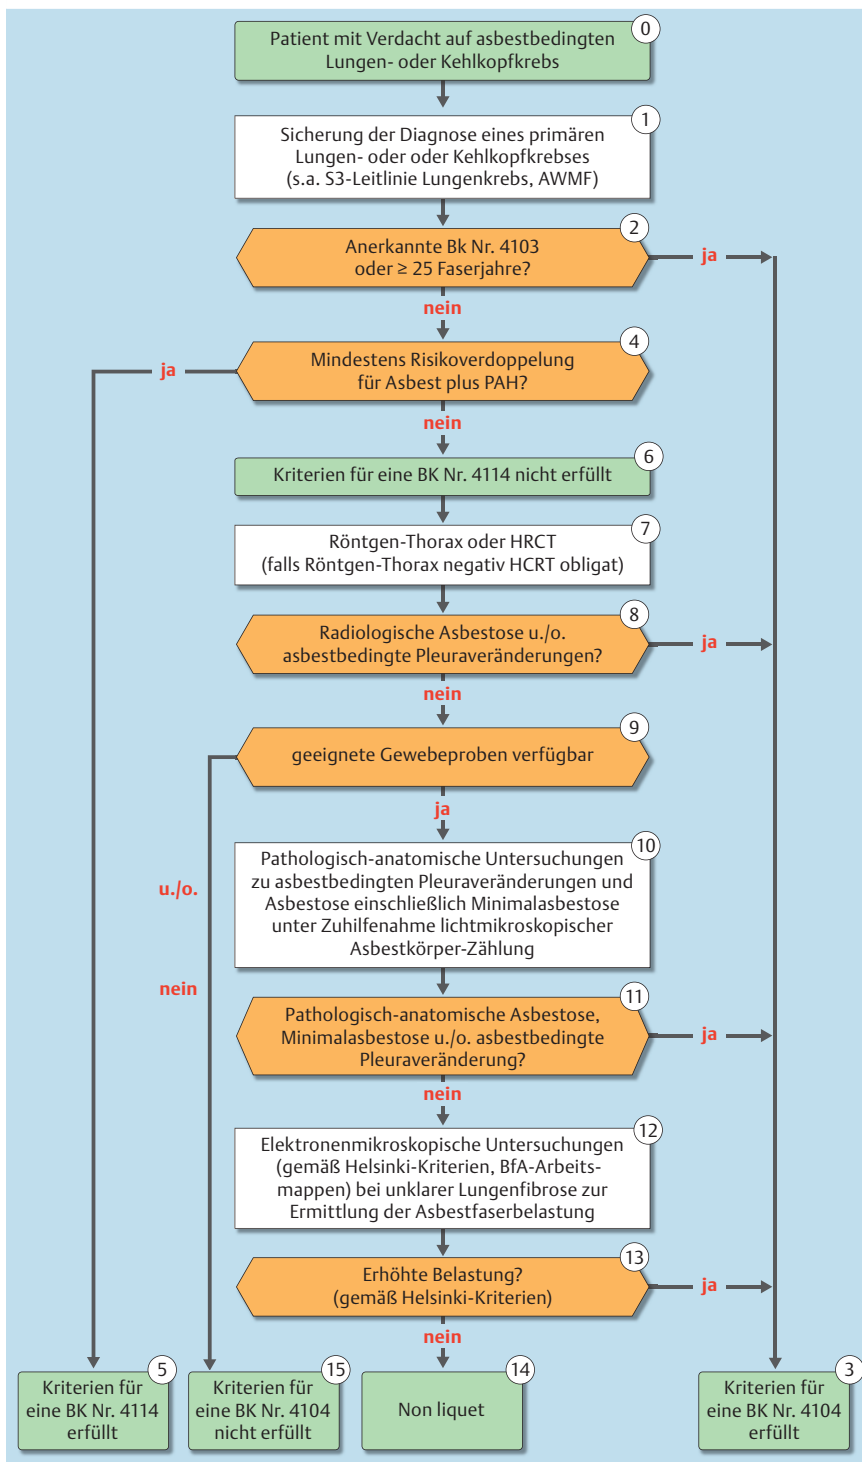 0
Patient mit Verdacht auf asbestbedingten
Lungen- oder Kehlkopfkrebs
1
Sicherung der Diagnose eines primären
Lungen- oder oder Kehlkopfkrebses
(s.a. S3-Leitlinie Lungenkrebs, AWMF)
2
Anerkannte Bk Nr. 4103
oder ≥ 25 Faserjahre?
ja
nein
4
Mindestens Risikoverdoppelung
für Asbest plus PAH?
ja
nein
6
Kriterien für eine BK Nr. 4114 nicht erfüllt
7
Röntgen-Thorax oder HRCT
(falls Röntgen-Thorax negativ HCRT obligat)
8
Radiologische Asbestose u./o.
asbestbedingte Pleuraveränderungen?
ja
nein
9
geeignete Gewebeproben verfügbar
ja
10
Pathologisch-anatomische Untersuchungen
zu asbestbedingten Pleuraveränderungen und
Asbestose einschließlich Minimalasbestose
unter Zuhilfenahme lichtmikroskopischer
Asbestkörper-Zählung
u./o.
nein
11
Pathologisch-anatomische Asbestose,
Minimalasbestose u./o. asbestbedingte
Pleuraveränderung?
ja
nein
12
Elektronenmikroskopische Untersuchungen
(gemäß Helsinki-Kriterien, BfA-Arbeits-
mappen) bei unklarer Lungenfibrose zur
Ermittlung der Asbestfaserbelastung
13
Erhöhte Belastung?
(gemäß Helsinki-Kriterien)
ja
nein
5
Kriterien für
eine BK Nr. 4114
erfüllt
15
Kriterien für
eine BK Nr. 4104
nicht erfüllt
14
Non liquet
3
Kriterien für
eine BK Nr. 4104
erfüllt